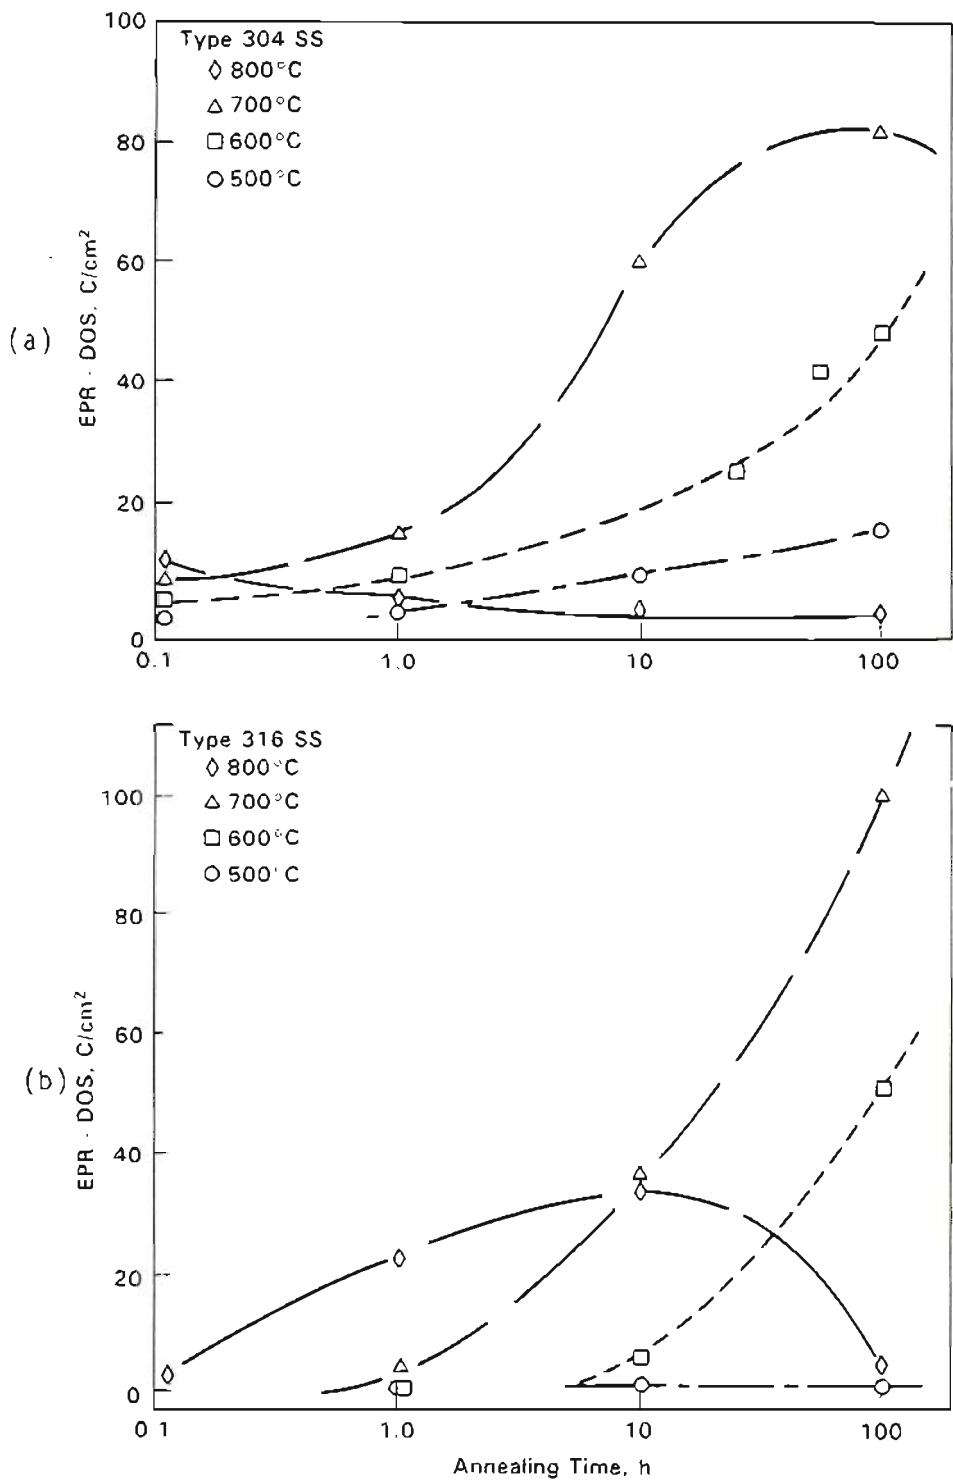 100
Type 304 SS
800°C
700°C
600°C
500°C
80
60
40
20
0
0.1
1.0
10
100
EPR - DOS, C/cm²
(a)
Type 316 SS
800°C
700°C
600°C
500'C
100
80
60
40
20
0
0 1
1.0
10
100
EPR - DOS, C/cm²
(b)
Annealing Time, h